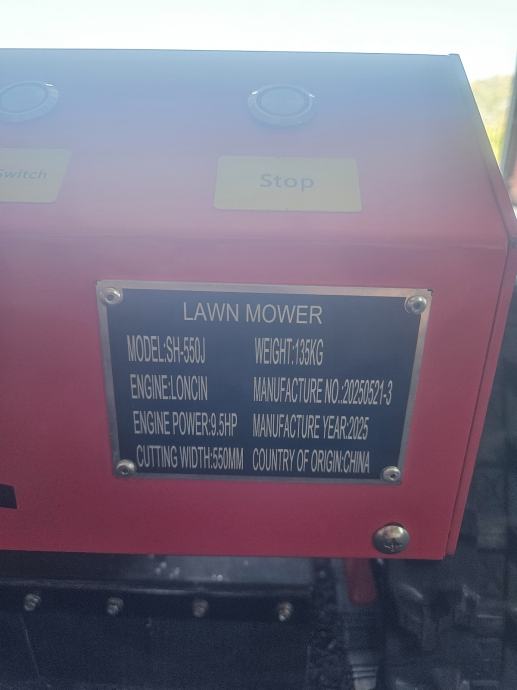 Switch
Stop
LAWN MOWER
MODEL:SH-550J WEIGHT:135KG
ENGINE:LONCIN MANUFACTURE NO.:20250521-3
ENGINE POWER:9.5HP MANUFACTURE YEAR:2025
CUTTING WIDTH:550MM COUNTRY OF ORIGIN:CHINA